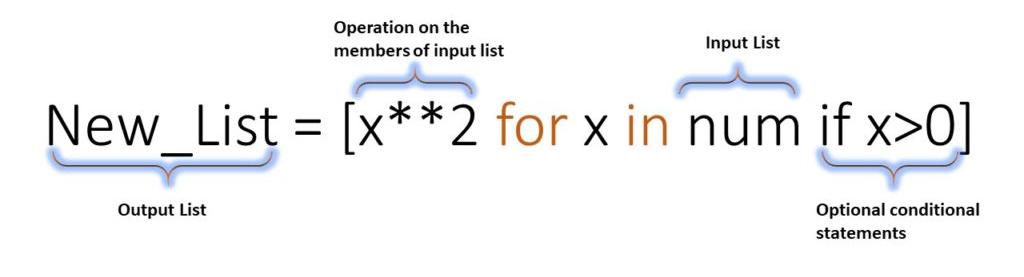 Operation on the
members of input list
Input List
New_List = [x**2 for x in num if x>0]
Output List
Optional conditional
statements